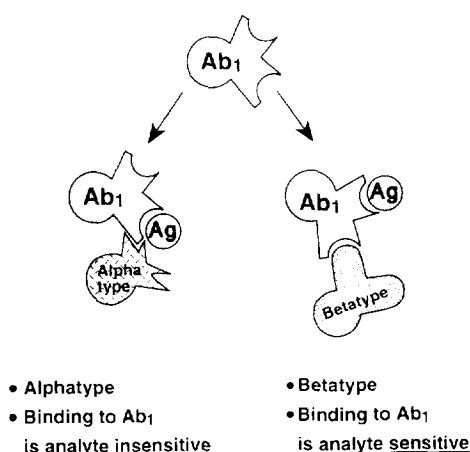 Ab1
Ab1
Ag
Alpha
type
Ab1
Ag
Betatype
• Alphatype
• Binding to Ab1
is analyte insensitive
• Betatype
• Binding to Ab1
is analyte sensitive